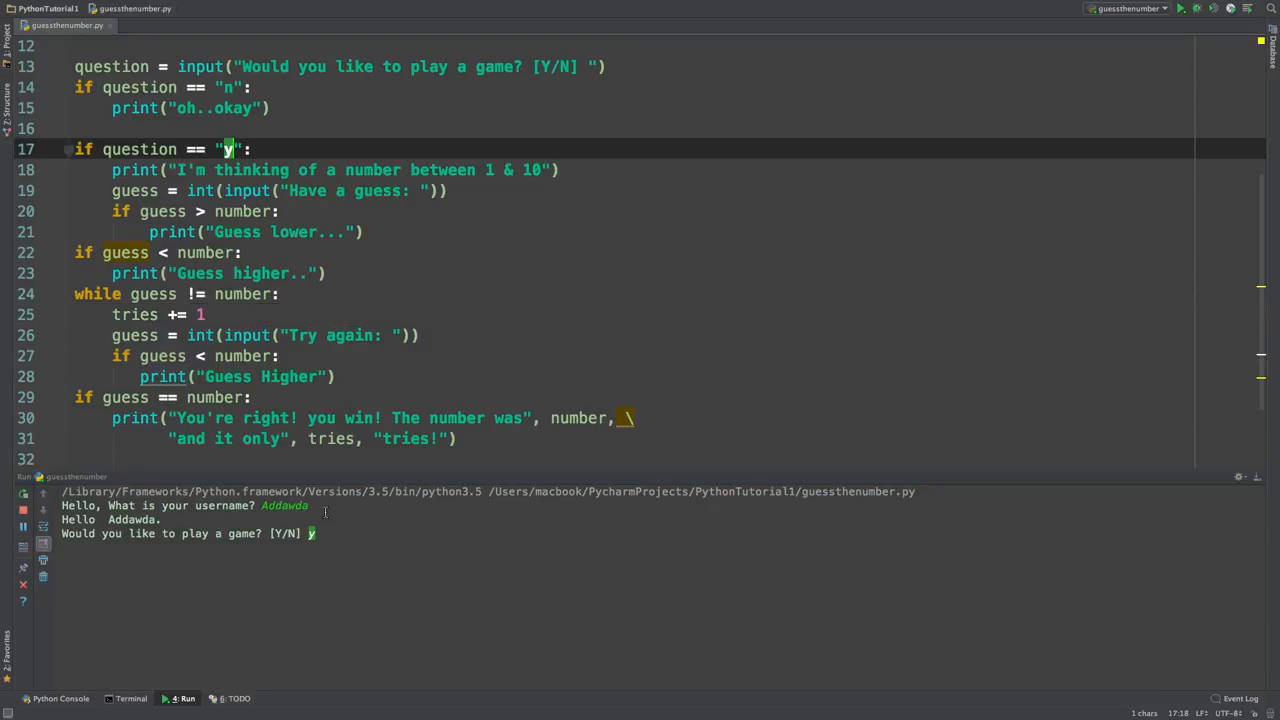 PythonTutorial1 guessthenumber.py guessthenumber
guessthenumber.py
1: Project
Z: Structure
2: Favorites
Database
12
13 question = input("Would you like to play a game? [Y/N] ")
14 if question == "n":
15 print("oh..okay")
16
17 if question == "y":
18 print("I'm thinking of a number between 1 & 10")
19 guess = int(input("Have a guess: "))
20 if guess > number:
21 print("Guess lower...")
22 if guess < number:
23 print("Guess higher..")
24 while guess != number:
25 tries += 1
26 guess = int(input("Try again: "))
27 if guess < number:
28 print("Guess Higher")
29 if guess == number:
30 print("You're right! you win! The number was", number, \
31 "and it only", tries, "tries!")
32
Run guessthenumber
/Library/Frameworks/Python.framework/Versions/3.5/bin/python3.5 /Users/macbook/PycharmProjects/PythonTutorial1/guessthenumber.py
Hello, What is your username? Addawda
Hello  Addawda.
Would you like to play a game? [Y/N] y
Python Console Terminal 4: Run 6: TODO Event Log
1 chars 17:18 LF÷ UTF-8÷